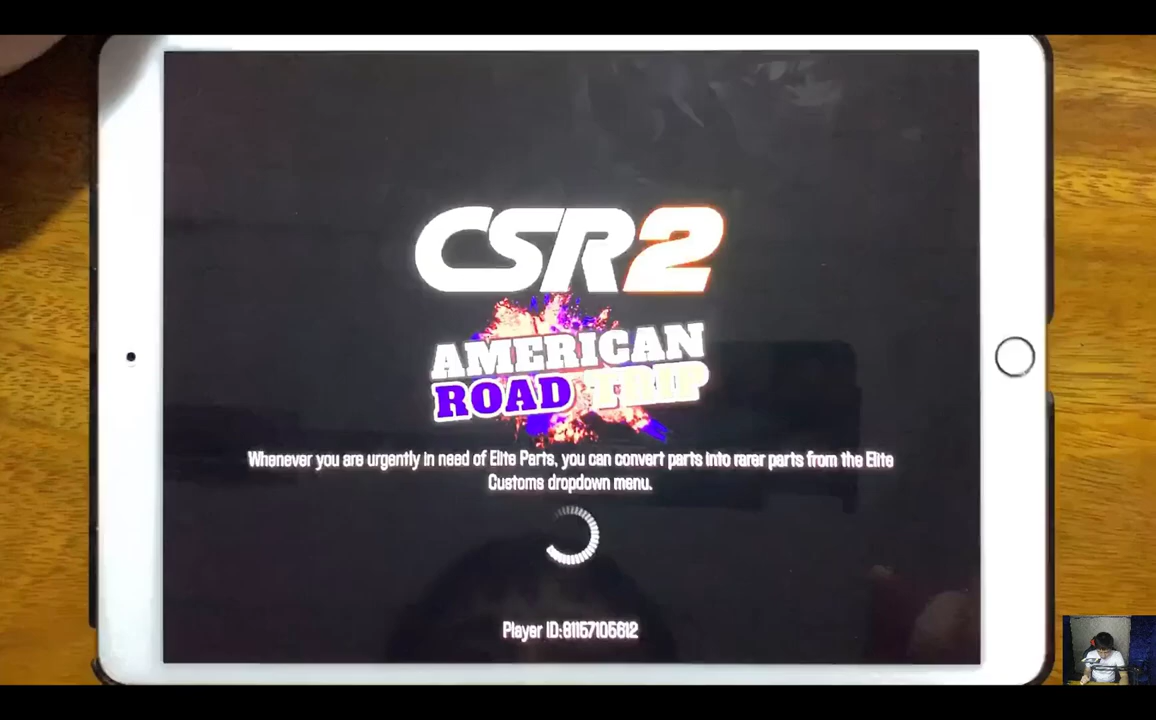 CSR2
AMERICAN
ROAD TRIP
Whenever you are urgently in need of Elite Parts, you can convert parts into rarer parts from the Elite
Customs dropdown menu.
Player ID:81157105612